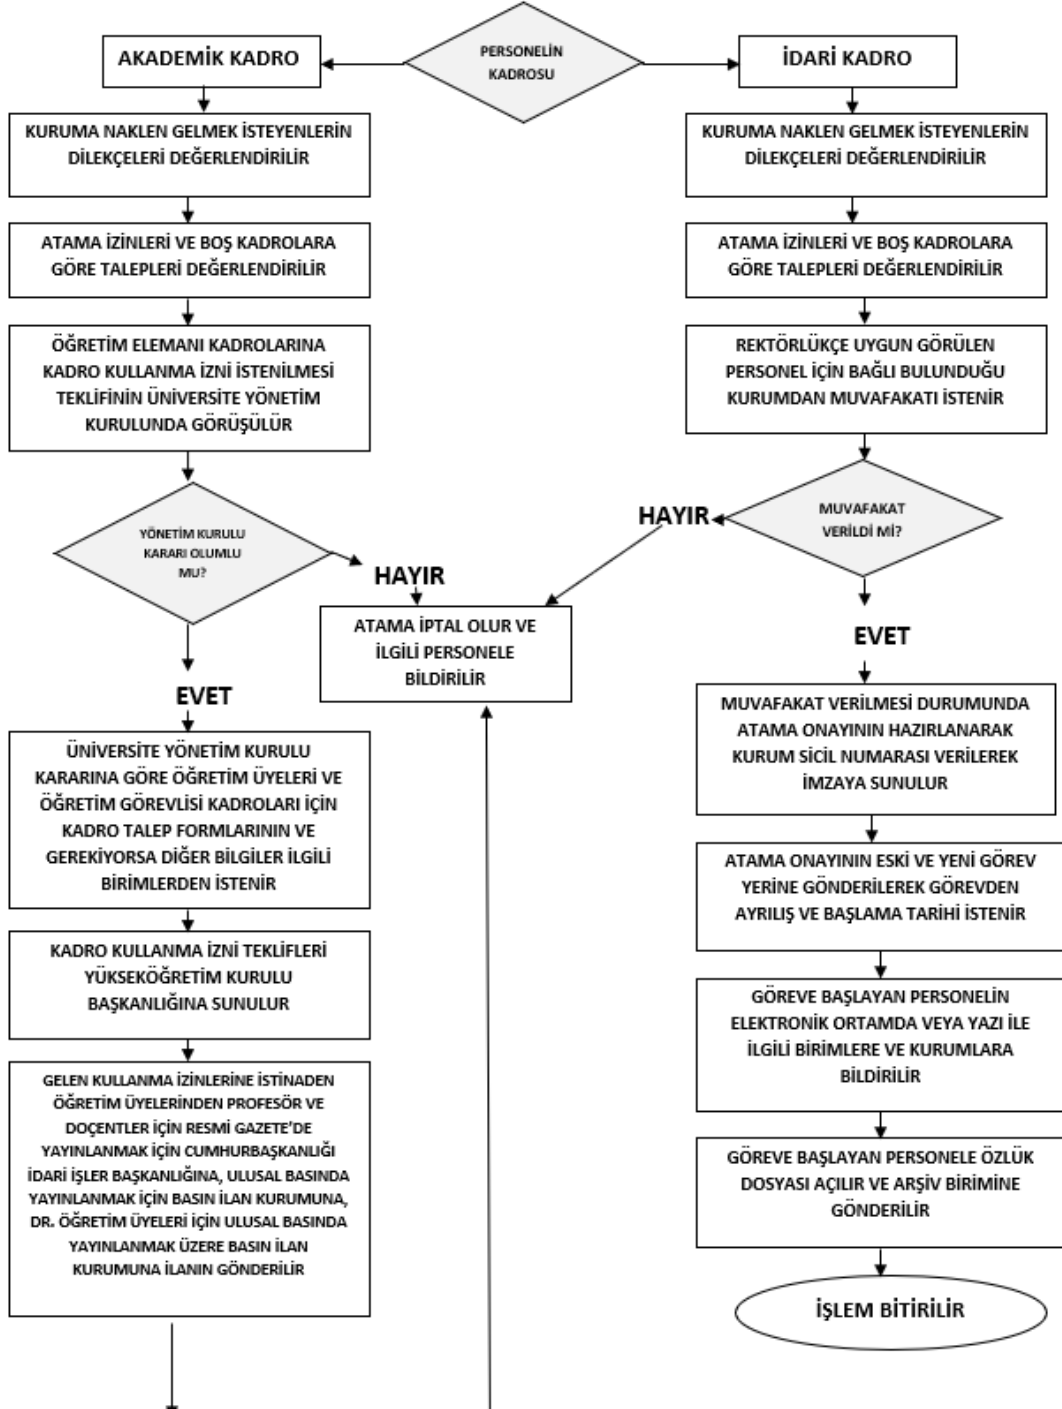 PERSONELİN
KADROSU
AKADEMİK KADRO
KURUMA NAKLEN GELMEK İSTEYENLERİN
DİLEKÇELERİ DEĞERLENDİRİLİR
ATAMA İZİNLERİ VE BOŞ KADROLARA
GÖRE TALEPLERİ DEĞERLENDİRİLİR
ÖĞRETİM ELEMANI KADROLARINA
KADRO KULLANMA İZNİ İSTENİLMESİ
TEKLİFİNİN ÜNİVERSİTE YÖNETİM
KURULUNDA GÖRÜŞÜLÜR
YÖNETİM KURULU
KARARI OLUMLU
MU?
HAYIR
ATAMA İPTAL OLUR VE
İLGİLİ PERSONELE
BİLDİRİLİR
EVET
ÜNİVERSİTE YÖNETİM KURULU
KARARINA GÖRE ÖĞRETİM ÜYELERİ VE
ÖĞRETİM GÖREVLİSİ KADROLARI İÇİN
KADRO TALEP FORMLARININ VE
GEREKİYORSA DİĞER BİLGİLER İLGİLİ
BİRİMLERDEN İSTENİR
KADRO KULLANMA İZNİ TEKLİFLERİ
YÜKSEKÖĞRETİM KURULU
BAŞKANLIĞINA SUNULUR
GELEN KULLANMA İZİNLERİNE İSTİNADEN
ÖĞRETİM ÜYELERİNDEN PROFESÖR VE
DOÇENTLER İÇİN RESMİ GAZETE'DE
YAYINLANMAK İÇİN CUMHURBAŞKANLIĞI
İDARİ İŞLER BAŞKANLIĞINA, ULUSAL BASINDA
YAYINLANMAK İÇİN BASIN İLAN KURUMUNA,
DR. ÖĞRETİM ÜYELERİ İÇİN ULUSAL BASINDA
YAYINLANMAK ÜZERE BASIN İLAN
KURUMUNA İLANIN GÖNDERİLİR
İDARİ KADRO
KURUMA NAKLEN GELMEK İSTEYENLERİN
DİLEKÇELERİ DEĞERLENDİRİLİR
ATAMA İZİNLERİ VE BOŞ KADROLARA
GÖRE TALEPLERİ DEĞERLENDİRİLİR
REKTÖRLÜKÇE UYGUN GÖRÜLEN
PERSONEL İÇİN BAĞLI BULUNDUĞU
KURUMDAN MUVAFAKATI İSTENİR
MUVAFAKAT
VERİLDİ Mİ?
HAYIR
EVET
MUVAFAKAT VERİLMESİ DURUMUNDA
ATAMA ONAYININ HAZIRLANARAK
KURUM SİCİL NUMARASI VERİLEREK
İMZAYA SUNULUR
ATAMA ONAYININ ESKİ VE YENİ GÖREV
YERİNE GÖNDERİLEREK GÖREVDEN
AYRILIŞ VE BAŞLAMA TARİHİ İSTENİR
GÖREVE BAŞLAYAN PERSONELİN
ELEKTRONİK ORTAMDA VEYA YAZI İLE
İLGİLİ BİRİMLERE VE KURUMLARA
BİLDİRİLİR
GÖREVE BAŞLAYAN PERSONELE ÖZLÜK
DOSYASI AÇILIR VE ARŞİV BİRİMİNE
GÖNDERİLİR
İŞLEM BİTİRİLİR